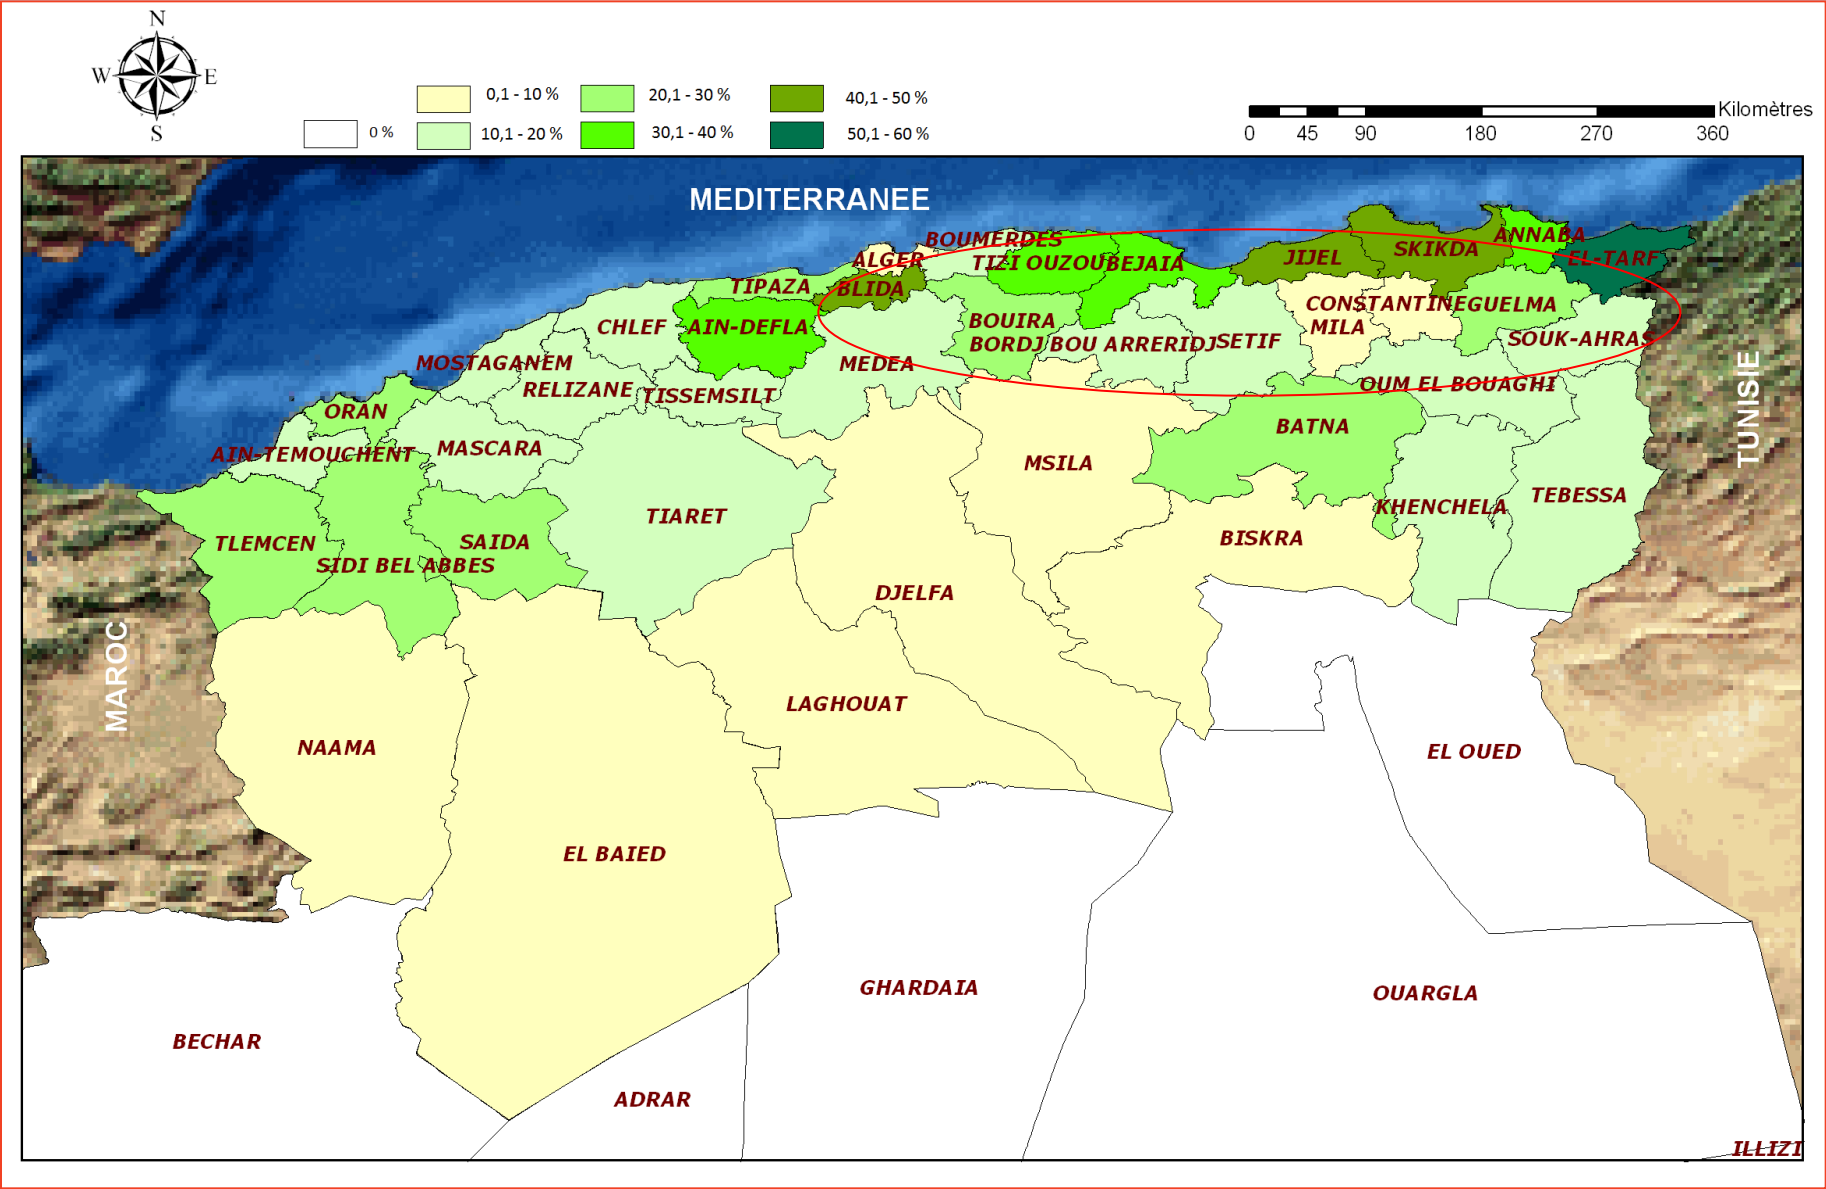 N
W
E
S
0,1 - 10 %
20,1 - 30 %
40,1 - 50 %
0 %
10,1 - 20 %
30,1 - 40 %
50,1 - 60 %
Kilomètres
0 45 90 180 270 360
MEDITERRANEE
MAROC
TUNISIE
BOUMERDES
ALGER
TIZI OUZOU
BEJAIA
JIJEL
SKIKDA
ANNABA
EL-TARF
TIPAZA
BLIDA
CHLEF
AIN-DEFLA
BOUIRA
CONSTANTINE
GUELMA
MILA
BORDJ BOU ARRERIDJ
SETIF
SOUK-AHRAS
MOSTAGANEM
MEDEA
RELIZANE
TISSEMSILT
OUM EL BOUAGHI
ORAN
BATNA
AIN-TEMOUCHENT
MASCARA
MSILA
TEBESSA
KHENCHELA
TIARET
TLEMCEN
SAIDA
BISKRA
SIDI BEL ABBES
DJELFA
LAGHOUAT
NAAMA
EL OUED
EL BAIED
GHARDAIA
OUARGLA
BECHAR
ADRAR
ILLIZI